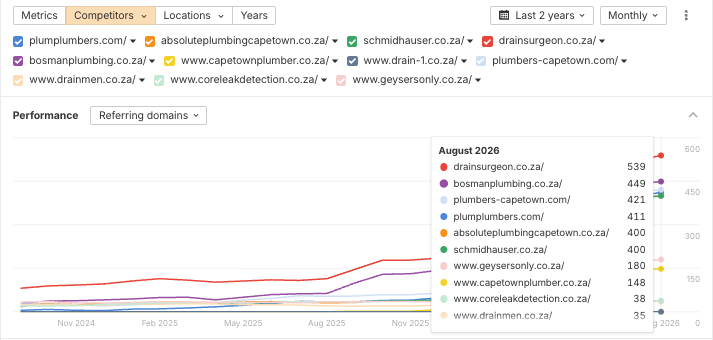 Metrics Competitors Locations Years Last 2 years Monthly
plumplumbers.com/ absoluteplumbingcapetown.co.za/ schmidhauser.co.za/ drainsurgeon.co.za/
bosmanplumbing.co.za/ www.capetownplumber.co.za/ www.drain-1.co.za/ plumbers-capetown.com/
www.drainmen.co.za/ www.coreleakdetection.co.za/ www.geysersonly.co.za/
Performance Referring domains
August 2026
drainsurgeon.co.za/ 539
bosmanplumbing.co.za/ 449
plumbers-capetown.com/ 421
plumplumbers.com/ 411
absoluteplumbingcapetown.co.za/ 400
schmidhauser.co.za/ 400
www.geysersonly.co.za/ 180
www.capetownplumber.co.za/ 148
www.coreleakdetection.co.za/ 38
www.drainmen.co.za/ 35
600
450
300
150
Nov 2024 Feb 2025 May 2025 Aug 2025 Nov 2025 2026 0